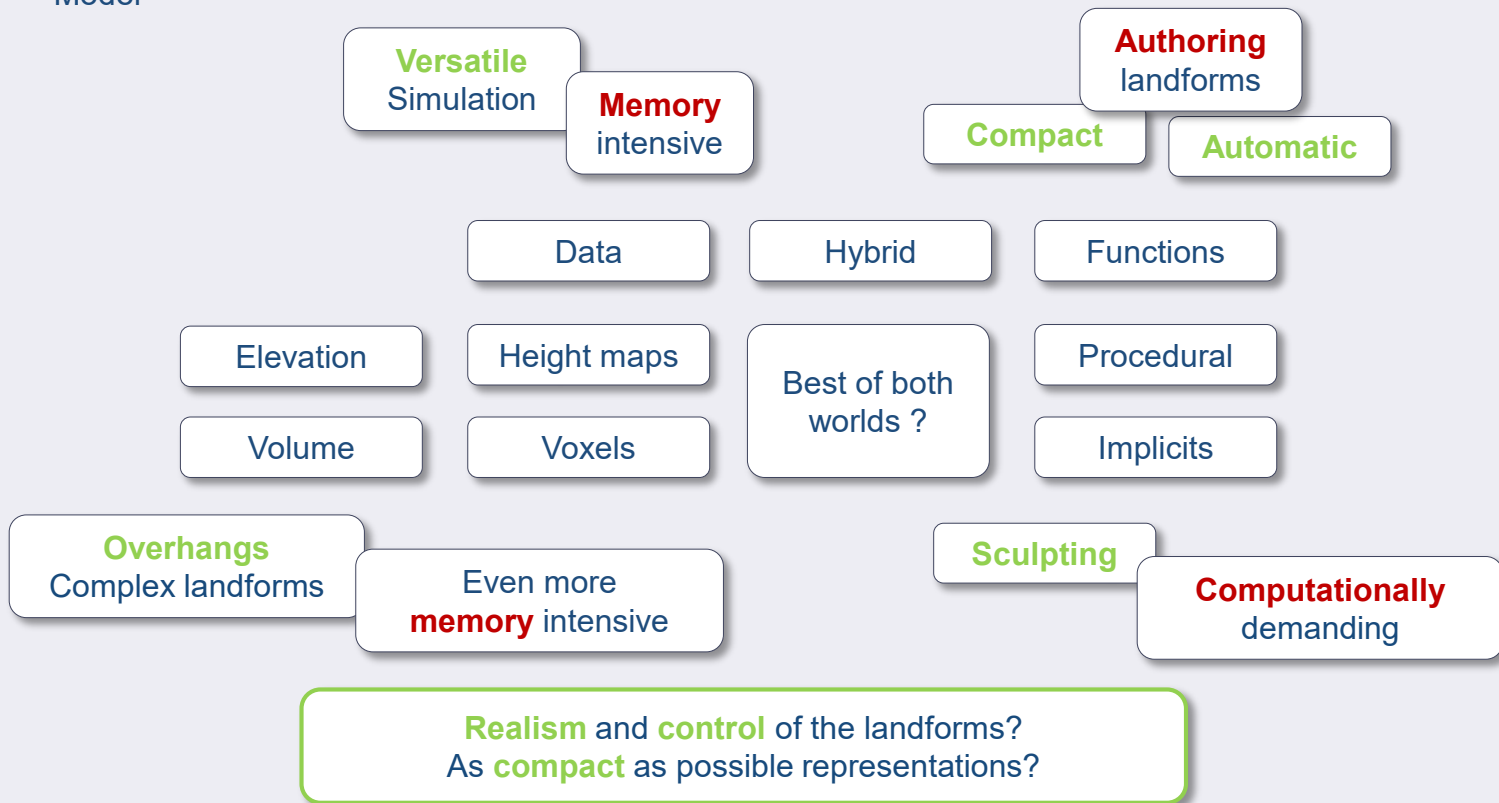 Model
Versatile
Simulation
Memory
intensive
Authoring
landforms
Compact
Automatic
Data
Hybrid
Functions
Elevation
Height maps
Best of both
worlds ?
Procedural
Volume
Voxels
Implicits
Overhangs
Complex landforms
Even more
memory intensive
Sculpting
Computationally
demanding
Realism and control of the landforms?
As compact as possible representations?